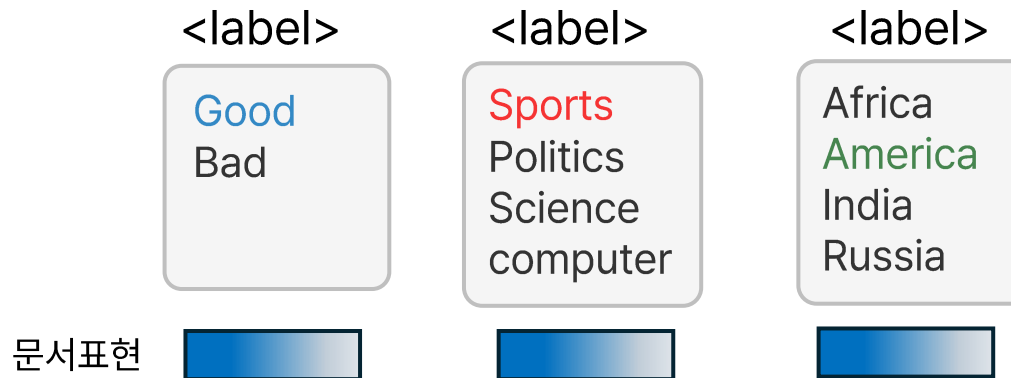 <label>
Good
Bad
<label>
Sports
Politics
Science
computer
<label>
Africa
America
India
Russia
문서표현